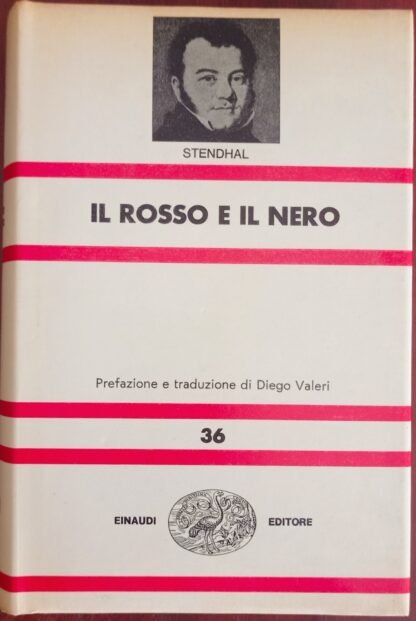 STENDHAL
IL ROSSO E IL NERO
Prefazione e traduzione di Diego Valeri
36
EINAUDI EDITORE